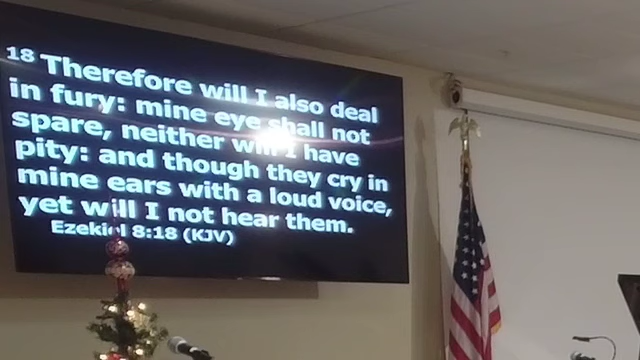 18 Therefore will I also deal
in fury: mine eye shall not
spare, neither will I have
pity: and though they cry in
mine ears with a loud voice,
yet will I not hear them.
Ezekiel 8:18 (KJV)